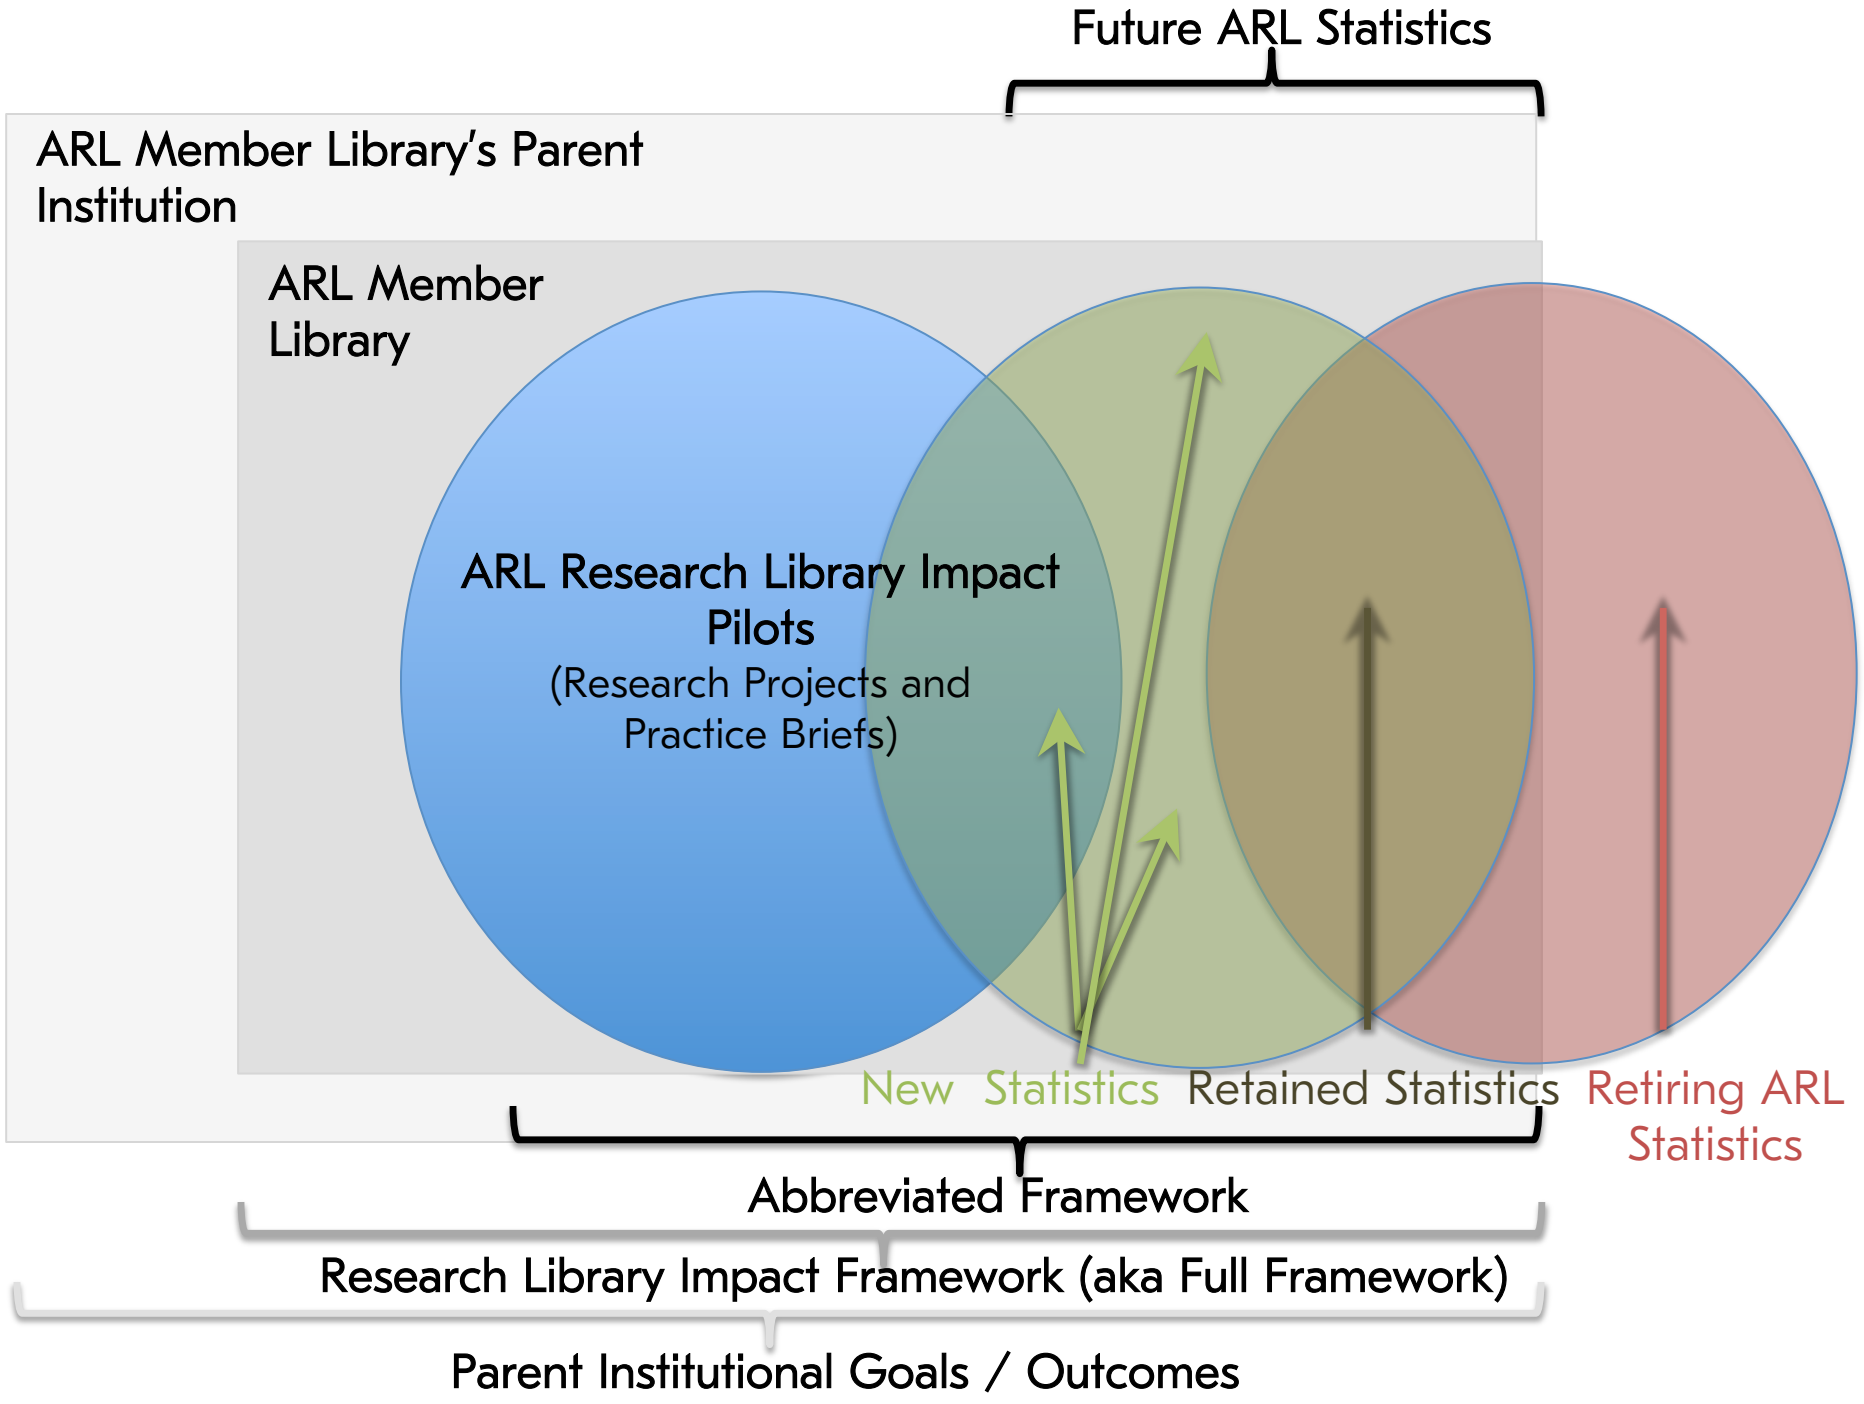 Future ARL Statistics
ARL Member Library's Parent
Institution
ARL Member
Library
ARL Research Library Impact
Pilots
(Research Projects and
Practice Briefs)
New Statistics
Retained Statistics
Retiring ARL
Statistics
Abbreviated Framework
Research Library Impact Framework (aka Full Framework)
Parent Institutional Goals / Outcomes